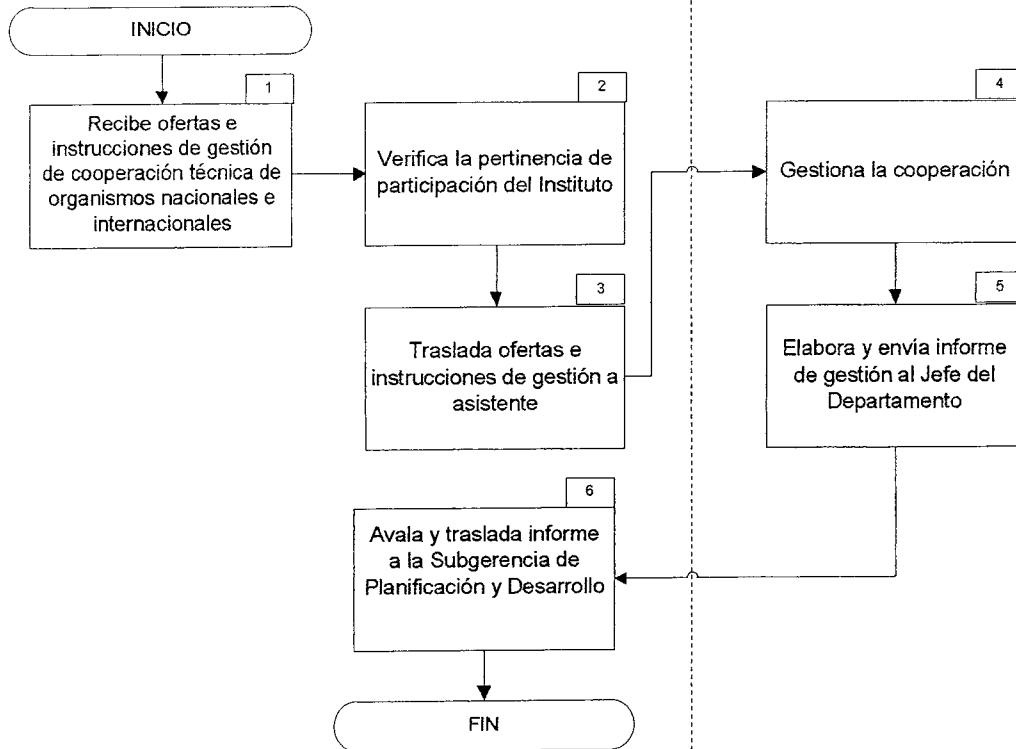 INICIO
1
Recibe ofertas e
instrucciones de gestión
de cooperación técnica de
organismos nacionales e
internacionales
2
Verifica la pertinencia de
participación del Instituto
3
Traslada ofertas e
instrucciones de gestión a
asistente
4
Gestiona la cooperación
5
Elabora y envía informe
de gestión al Jefe del
Departamento
6
Avala y traslada informe
a la Subgerencia de
Planificación y Desarrollo
FIN